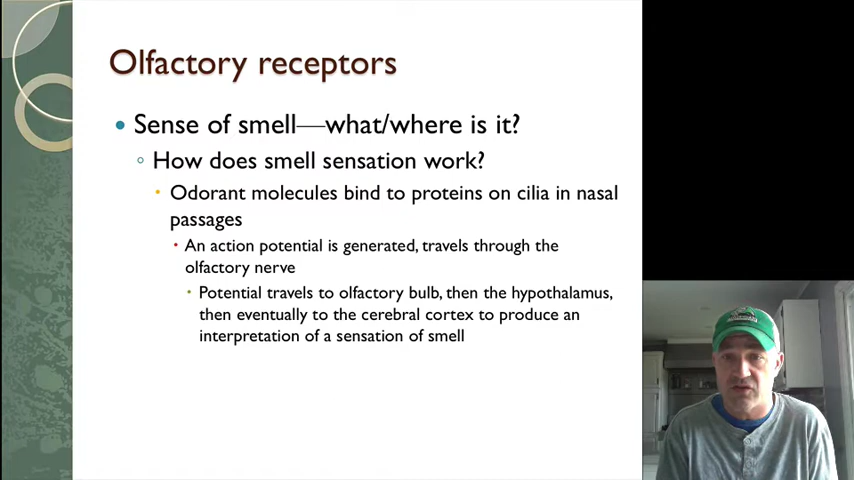 Olfactory receptors
• Sense of smell—what/where is it?
◦ How does smell sensation work?
• Odorant molecules bind to proteins on cilia in nasal
passages
• An action potential is generated, travels through the
olfactory nerve
• Potential travels to olfactory bulb, then the hypothalamus,
then eventually to the cerebral cortex to produce an
interpretation of a sensation of smell